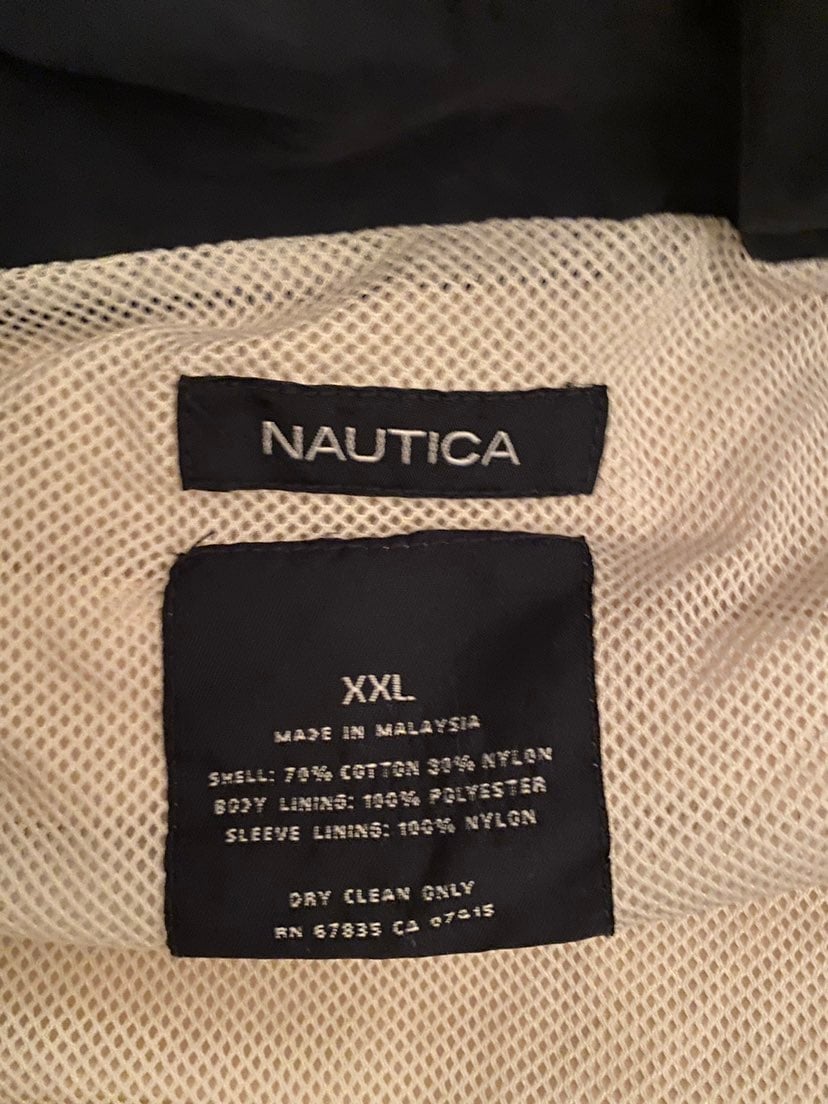 NAUTICA
XXL
MADE IN MALAYSIA
SHELL: 70% COTTON 30% NYLON
BODY LINING: 100% POLYESTER
SLEEVE LINING: 100% NYLON
DRY CLEAN ONLY
RN 67835 CA